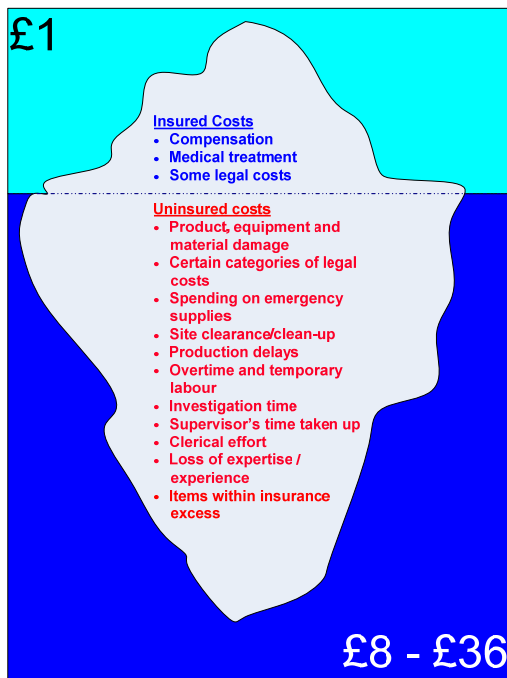 £1
Insured Costs
• Compensation
• Medical treatment
• Some legal costs
Uninsured costs
• Product, equipment and
material damage
• Certain categories of legal
costs
• Spending on emergency
supplies
• Site clearance/clean-up
• Production delays
• Overtime and temporary
labour
• Investigation time
• Supervisor's time taken up
• Clerical effort
• Loss of expertise /
experience
• Items within insurance
excess
£8 - £36